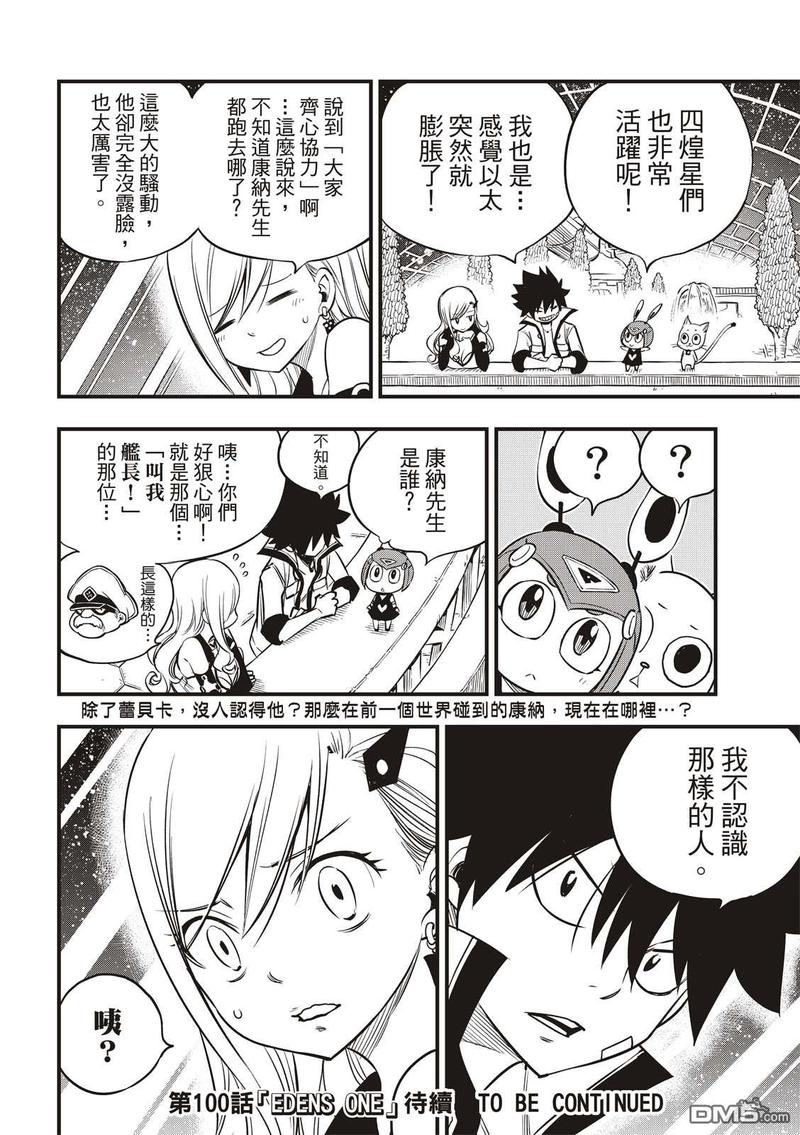 四煌星們
也非常
活躍呢！
我也是…
感覺以太
突然就
膨脹了！
說到「大家
齊心協力」啊
…這麼說來，
不知道康納先生
都跑去哪了？
這麼大的騷動，
他卻完全沒露臉，
也太厲害了。
？
？
A
康納先生
是誰？
不知道。
咦…你們
好狠心啊！
就是那個…
「叫我
艦長！」
的那位…
長這樣的…
除了蕾貝卡，沒人認得他？那麼在前一個世界碰到的康納，現在在哪裡…？
我不認識
那樣的人。
咦？
第100話『EDENS ONE』待續 TO BE CONTINUED
DM5.com